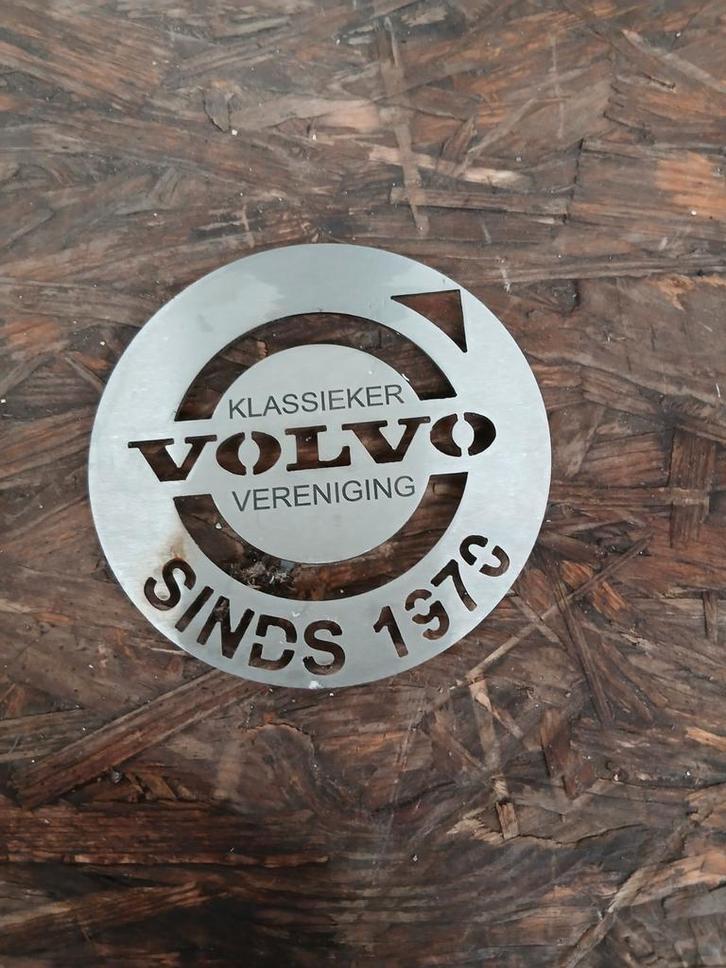 KLASSIEKER
VOLVO
VERENIGING
SINDS 1979